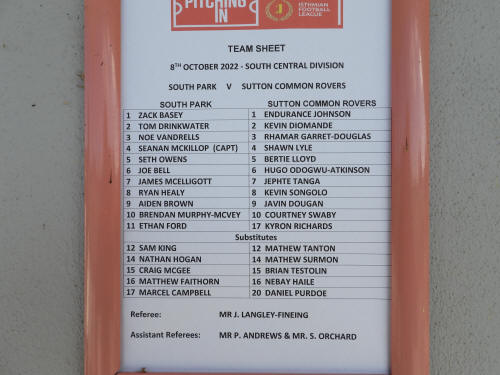 PITCHING
IN
ISTHMIAN
FOOTBALL
LEAGUE
TEAM SHEET
8TH OCTOBER 2022 - SOUTH CENTRAL DIVISION
SOUTH PARK V SUTTON COMMON ROVERS
SOUTH PARK SUTTON COMMON ROVERS
1 ZACK BASEY 1 ENDURANCE JOHNSON
2 TOM DRINKWATER 2 KEVIN DIOMANDE
3 NOE VANDRELLS 3 RHAMAR GARRET-DOUGLAS
4 SEANAN MCKILLOP (CAPT) 4 SHAWN LYLE
5 SETH OWENS 5 BERTIE LLOYD
6 JOE BELL 6 HUGO ODOGWU-ATKINSON
7 JAMES MCELLIGOTT 7 JEPHTE TANGA
8 RYAN HEALY 8 KEVIN SONGOLO
9 AIDEN BROWN 9 JAVIN DOUGAN
10 BRENDAN MURPHY-MCVEY 10 COURTNEY SWABY
11 ETHAN FORD 17 KYRON RICHARDS
Substitutes
12 SAM KING 12 MATHEW TANTON
14 NATHAN HOGAN 14 MATHEW SURMON
15 CRAIG MCGEE 15 BRIAN TESTOLIN
16 MATTHEW FAITHORN 16 NEBAY HAILE
17 MARCEL CAMPBELL 20 DANIEL PURDOE
Referee: MR J. LANGLEY-FINEING
Assistant Referees: MR P. ANDREWS & MR. S. ORCHARD